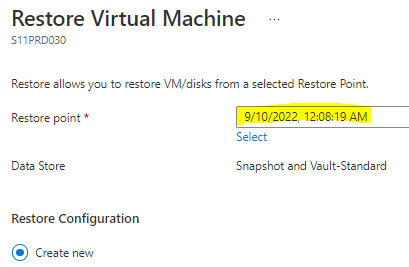 Restore Virtual Machine ...
S11PRD030
Restore allows you to restore VM/disks from a selected Restore Point.
Restore point * 9/10/2022, 12:08:19 AM
Select
Data Store Snapshot and Vault-Standard
Restore Configuration
Create new